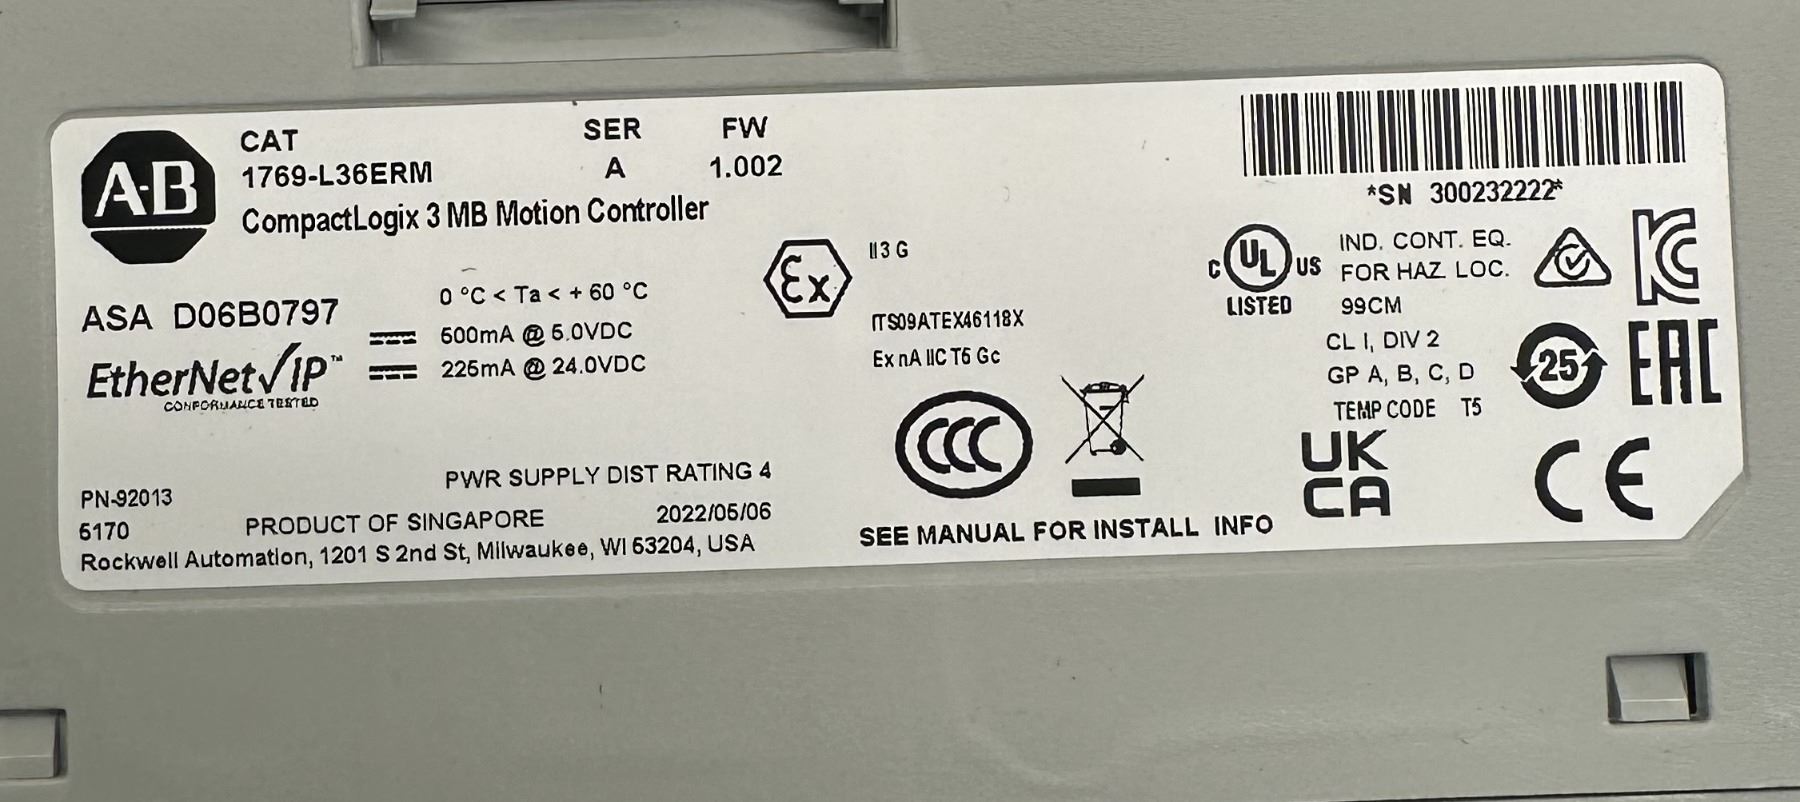 A-B
CAT SER FW
1769-L36ERM A 1.002
CompactLogix 3 MB Motion Controller
*SN 300232222*
ASA D06B0797
0 °C < Ta < + 60 °C
500mA @ 5.0VDC
225mA @ 24.0VDC
EtherNet/IP™
CONFORMANCE TESTED
Ex
II 3 G
ITS09ATEX46118X
Ex nA IIC T5 Gc
C UL US
LISTED
IND. CONT. EQ.
FOR HAZ. LOC.
99CM
CL I, DIV 2
GP A, B, C, D
TEMP CODE T5
KC
25
EAC
CCC
UK
CA
CE
PWR SUPPLY DIST RATING 4
PN-92013
5170
PRODUCT OF SINGAPORE
2022/05/06
Rockwell Automation, 1201 S 2nd St, Milwaukee, WI 53204, USA
SEE MANUAL FOR INSTALL INFO